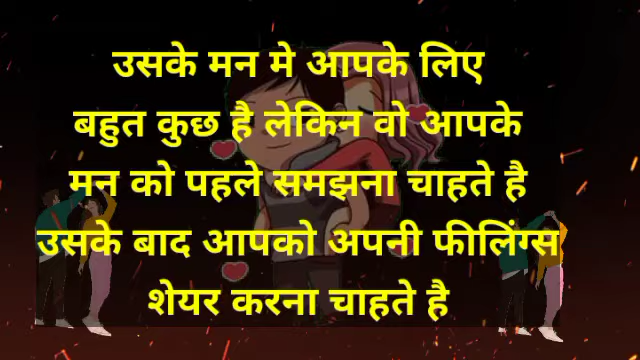 उसके मन मे आपके लिए
बहुत कुछ है लेकिन वो आपके
मन को पहले समझना चाहते है
उसके बाद आपको अपनी फीलिंग्स
शेयर करना चाहते है